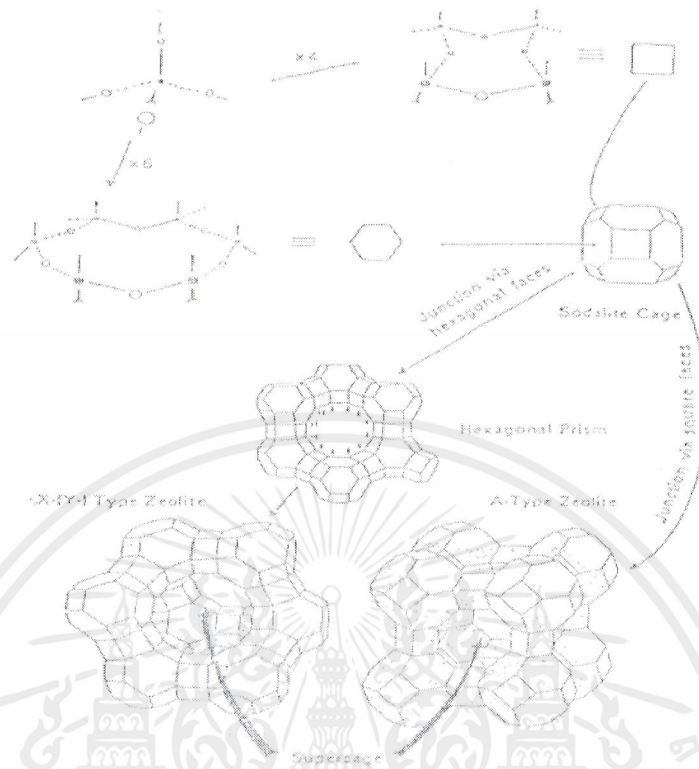 ×4
×6
Junction via
hexagonal faces
Sodalite Cage
Junction via square faces
Hexagonal Prism
-X-(Y-) Type Zeolite
A-Type Zeolite
Supercage